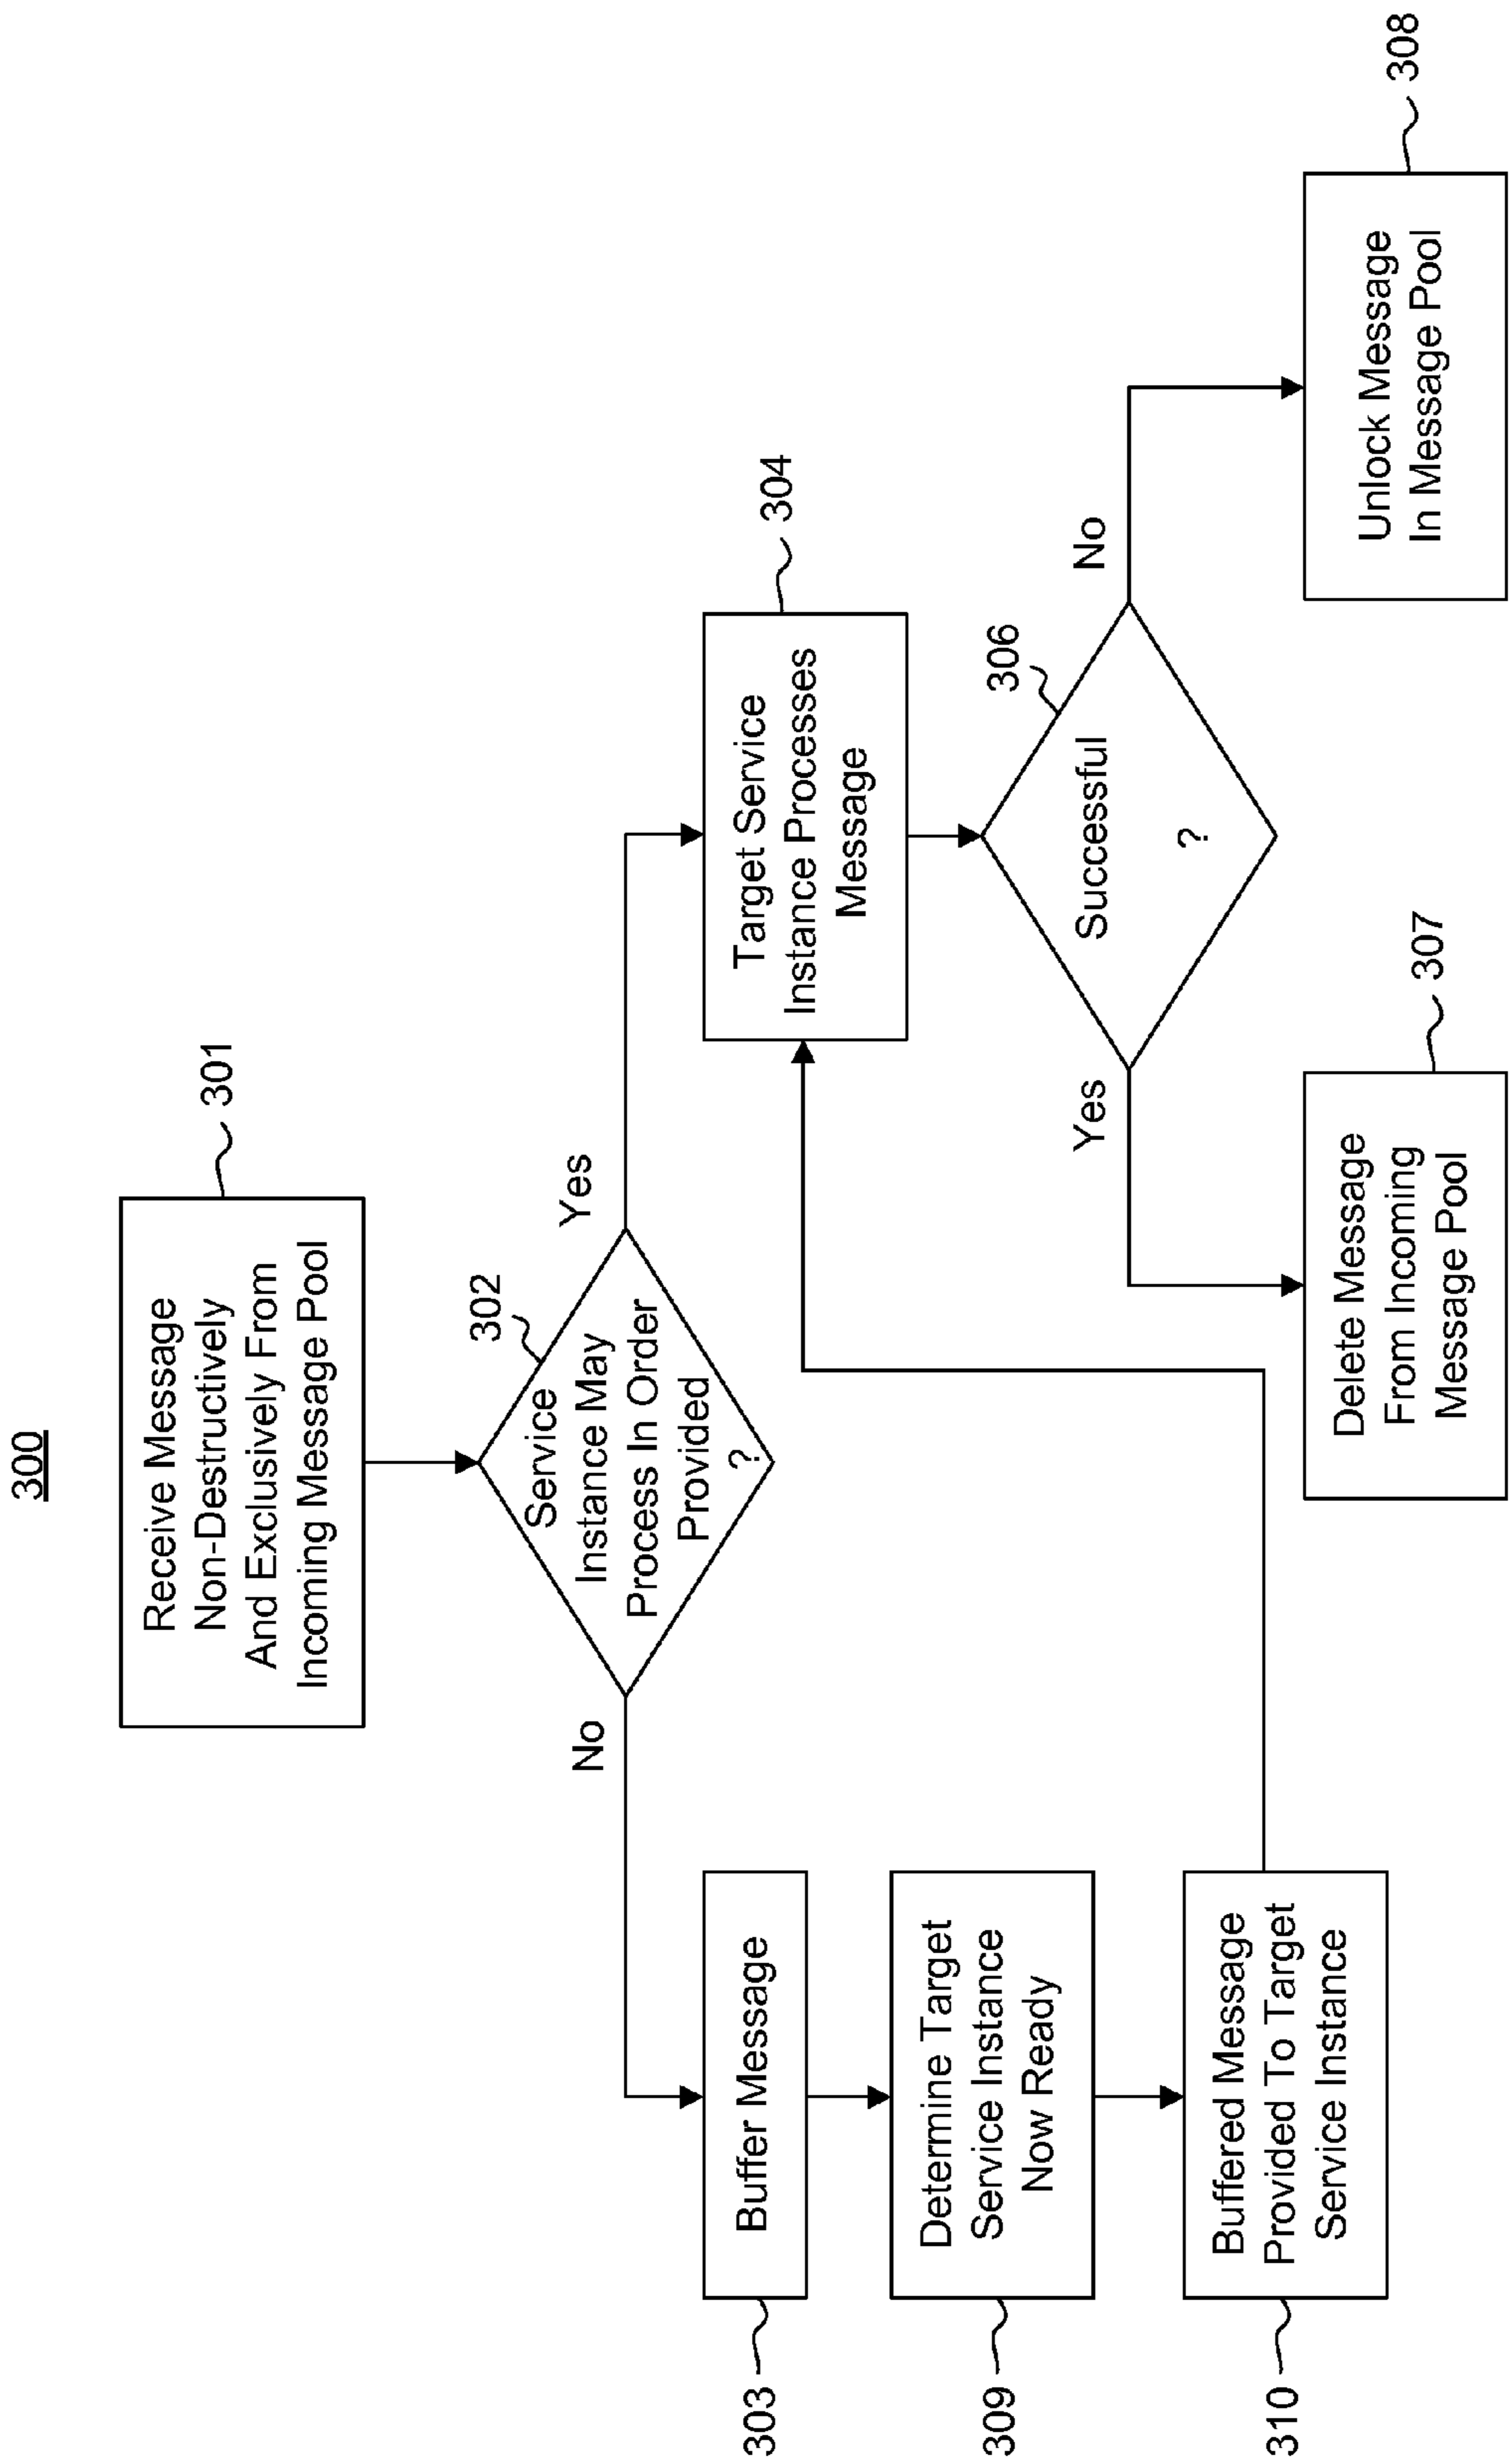 300
Receive Message
Non-Destructively
And Exclusively From
Incoming Message Pool
301
302
Service
Instance May
Process In Order
Provided
?
No
Yes
Buffer Message
303
Determine Target
Service Instance
Now Ready
309
Buffered Message
Provided To Target
Service Instance
310
Target Service
Instance Processes
Message
304
306
Successful
?
Yes
No
Delete Message
From Incoming
Message Pool
307
Unlock Message
In Message Pool
308